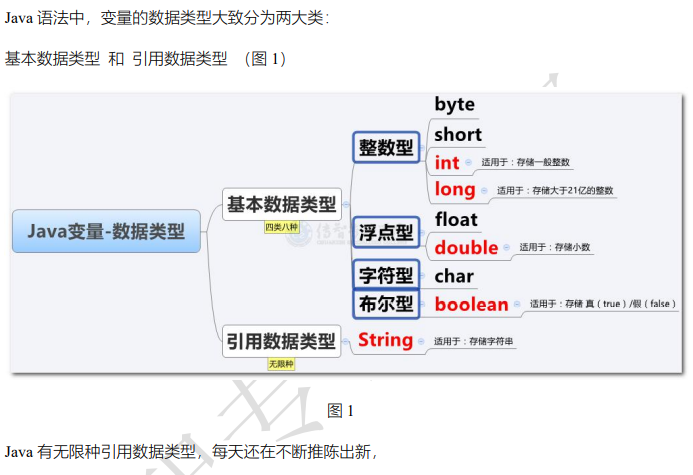 Java 语法中，变量的数据类型大致分为两大类：
基本数据类型 和 引用数据类型 （图 1）
byte
short
整数型
int
适用于：存储一般整数
long
适用于：存储大于21亿的整数
基本数据类型
四类八种
float
Java变量-数据类型
浮点型
double
适用于：存储小数
字符型
char
布尔型
boolean
适用于：存储 真（true）/假（false）
引用数据类型
String
适用于：存储字符串
无限种
图 1
Java 有无限种引用数据类型，每天还在不断推陈出新，